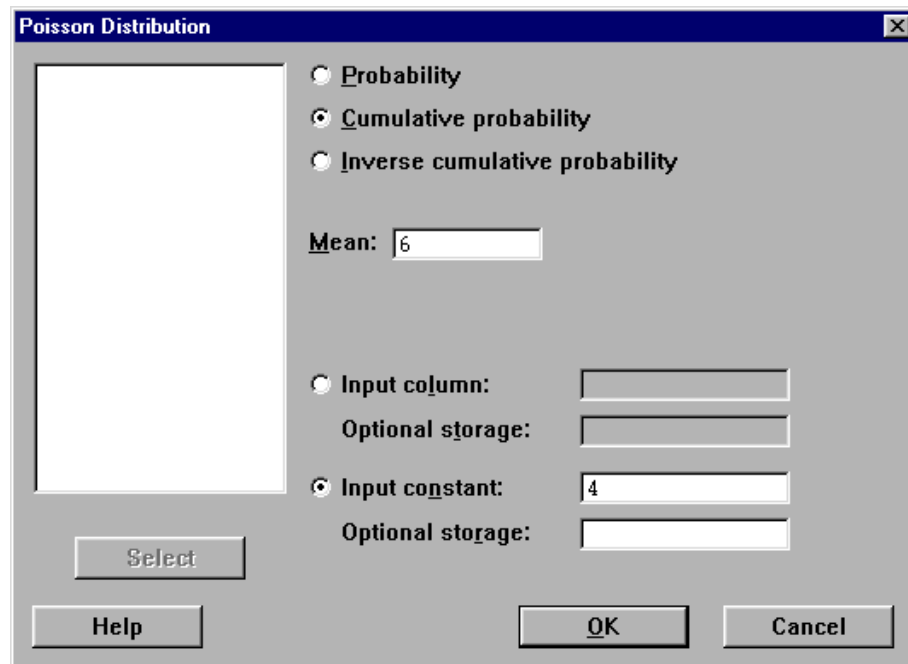 Poisson Distribution
Probability
Cumulative probability
Inverse cumulative probability
Mean: 6
Input column:
Optional storage:
Input constant: 4
Optional storage:
Select
Help
OK
Cancel